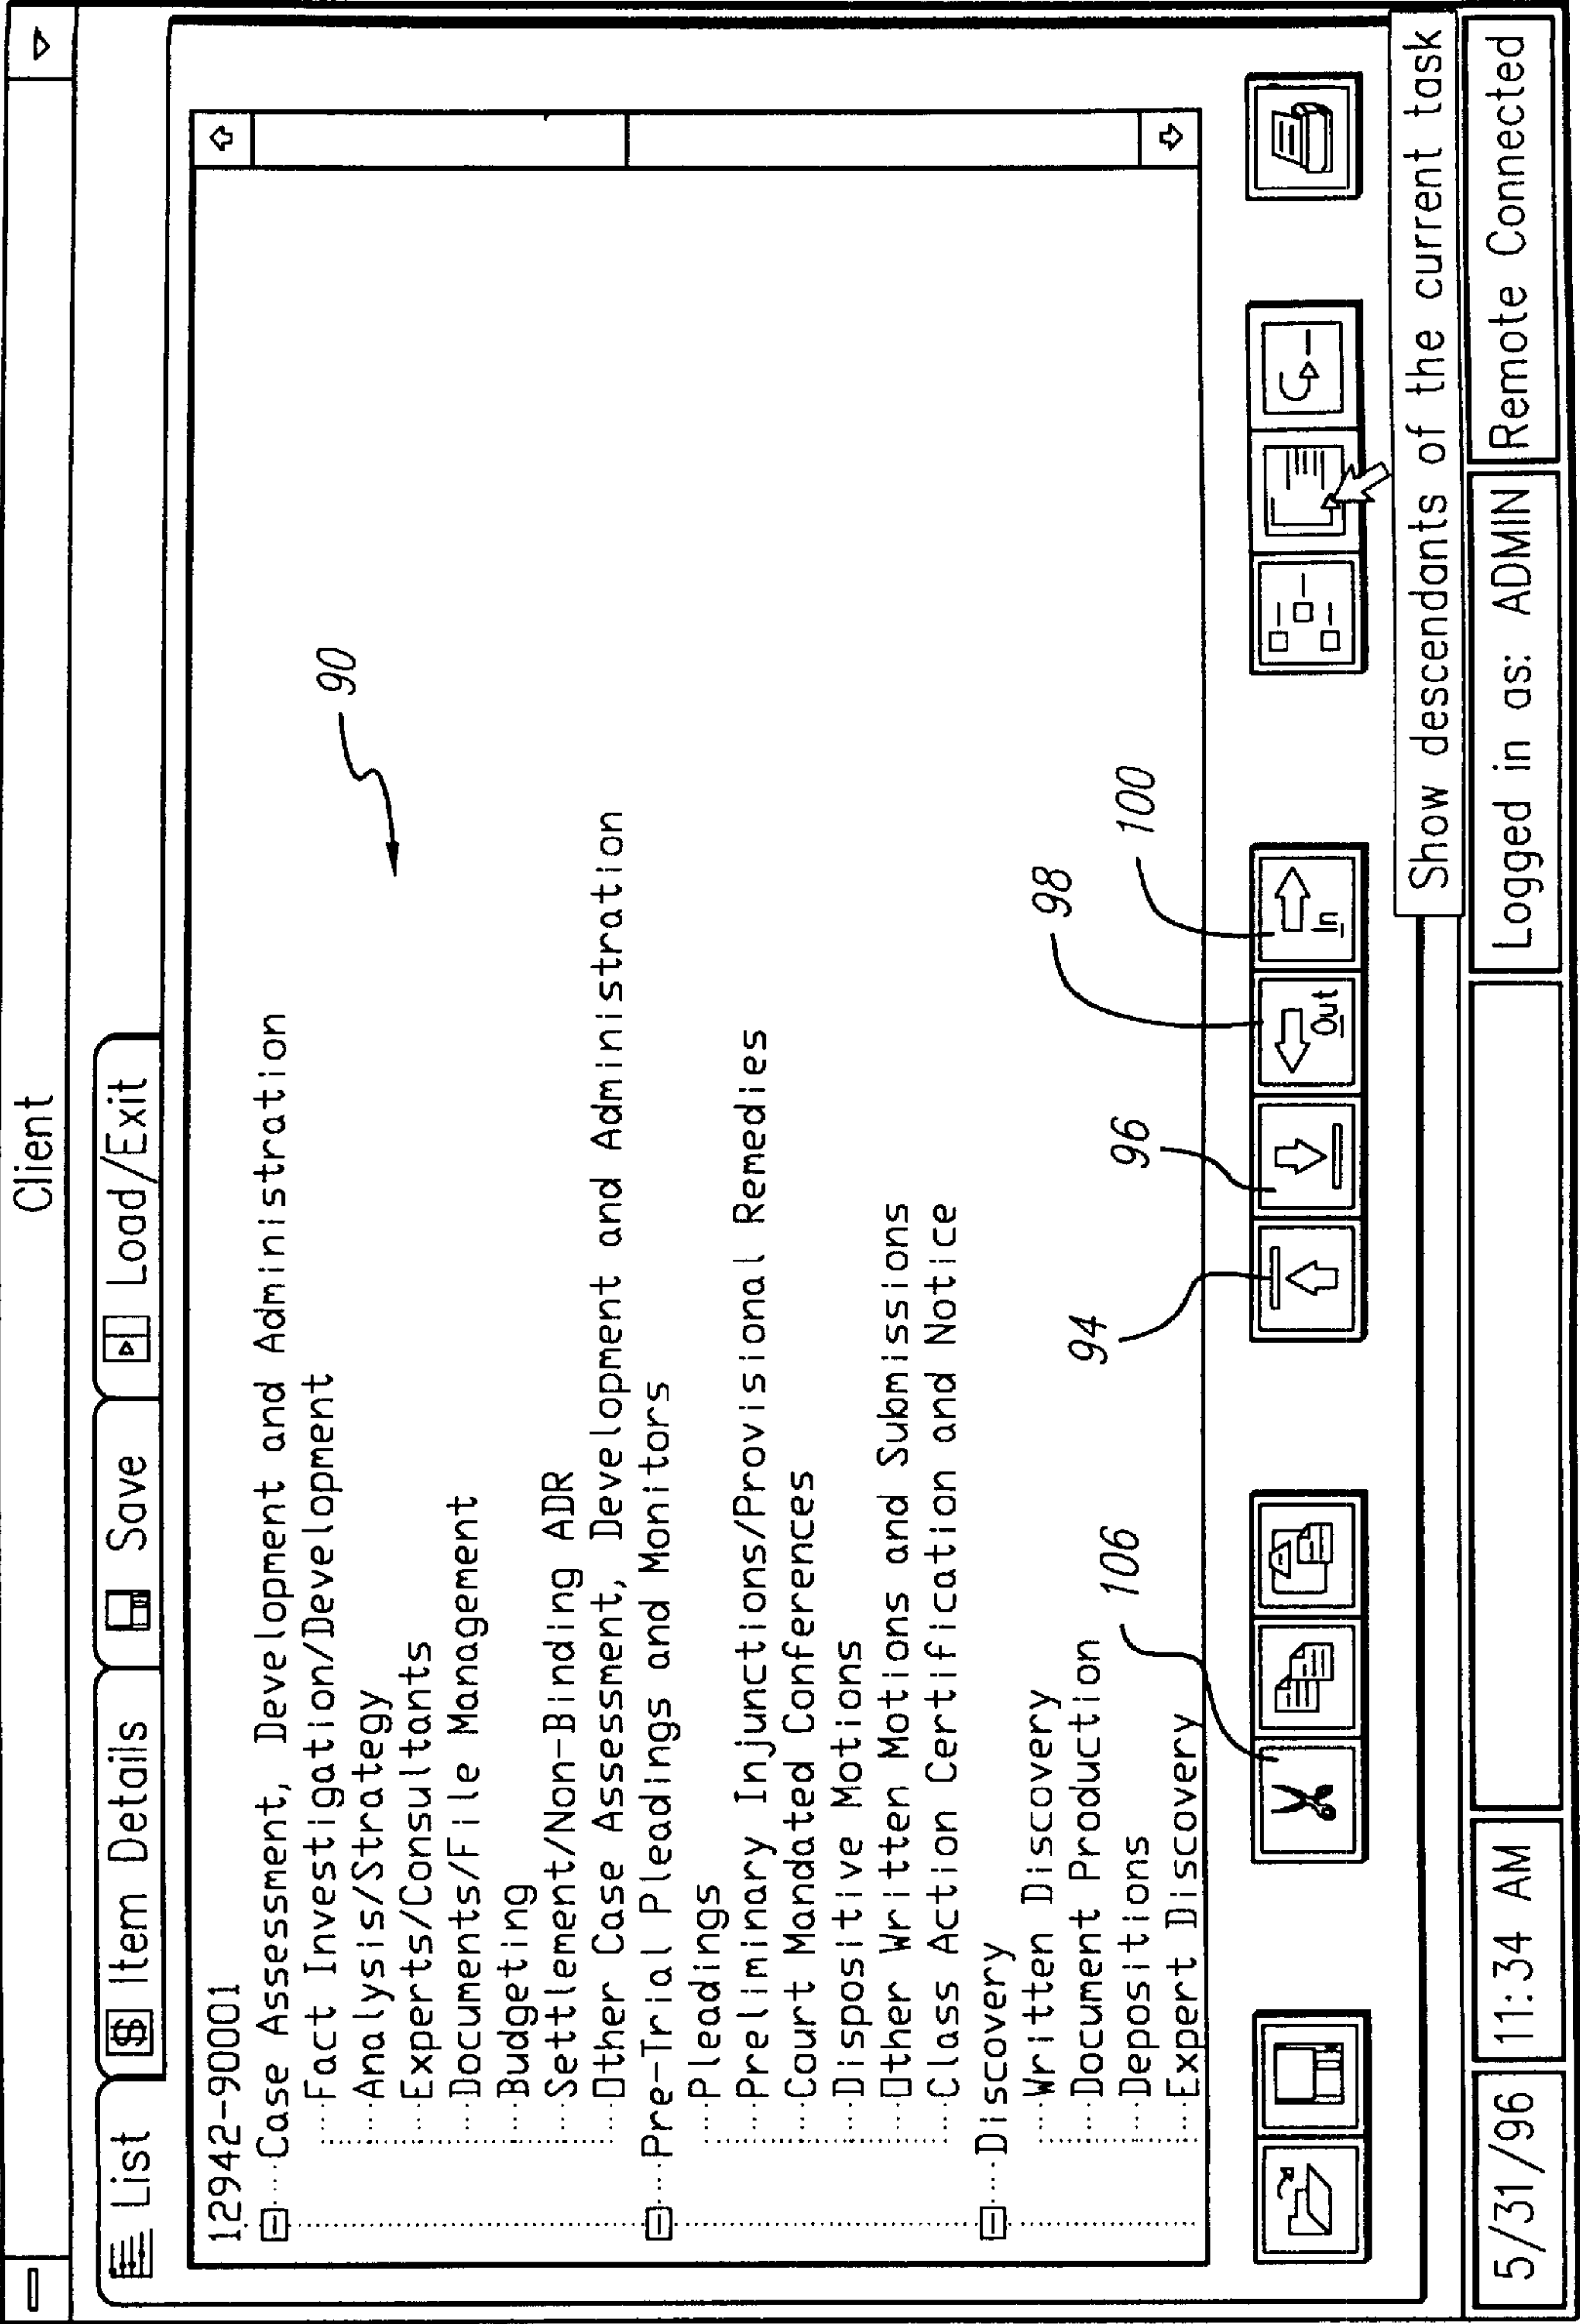 Client
List
$ Item Details
Save
Load/Exit
12942-90001
Case Assessment, Development and Administration
Fact Investigation/Development
Analysis/Strategy
Experts/Consultants
Documents/File Management
Budgeting
Settlement/Non-Binding ADR
Other Case Assessment, Development and Administration
Pre-Trial Pleadings and Monitors
Pleadings
Preliminary Injunctions/Provisional Remedies
Court Mandated Conferences
Dispositive Motions
Other Written Motions and Submissions
Class Action Certification and Notice
Discovery
Written Discovery
Document Production
Depositions
Expert Discovery
90
106
94
96
98
100
Out
In
Show descendants of the current task
5/31/96
11:34 AM
Logged in as: ADMIN
Remote Connected